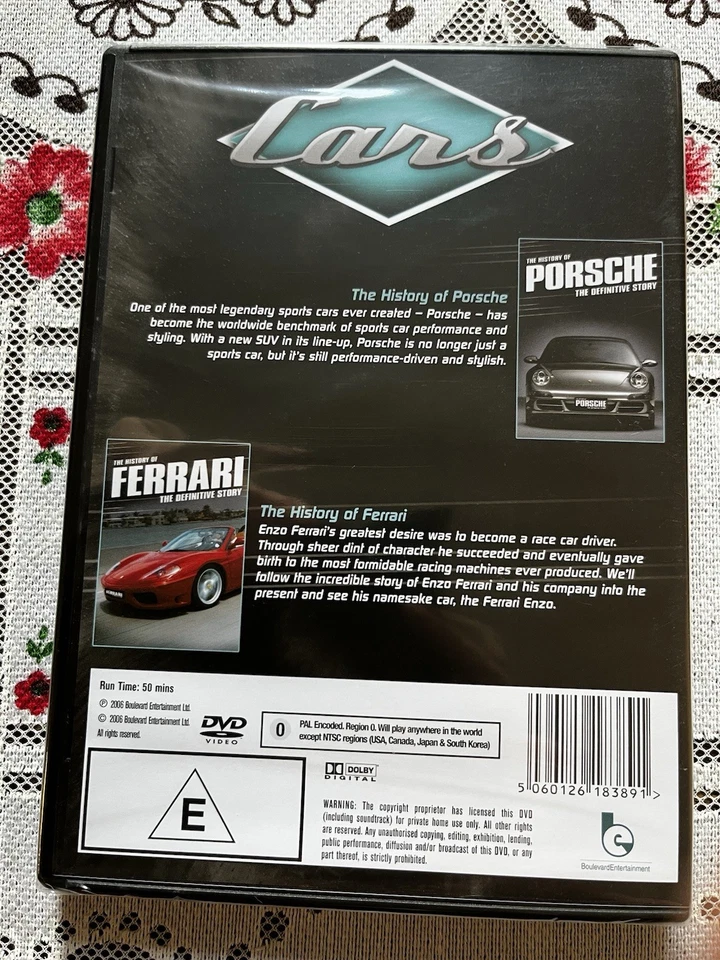 Cars
THE HISTORY OF
PORSCHE
THE DEFINITIVE STORY
PORSCHE
The History of Porsche
One of the most legendary sports cars ever created – Porsche – has
become the worldwide benchmark of sports car performance and
styling. With a new SUV in its line-up, Porsche is no longer just a
sports car, but it's still performance-driven and stylish.
THE HISTORY OF
FERRARI
THE DEFINITIVE STORY
FERRARI
The History of Ferrari
Enzo Ferrari's greatest desire was to become a race car driver.
Through sheer dint of character he succeeded and eventually gave
birth to the most formidable racing machines ever produced. We'll
follow the incredible story of Enzo Ferrari and his company into the
present and see his namesake car, the Ferrari Enzo.
Run Time: 50 mins
℗ 2006 Boulevard Entertainment Ltd.
© 2006 Boulevard Entertainment Ltd.
All rights reserved.
DVD
VIDEO
0
PAL Encoded. Region 0. Will play anywhere in the world
except NTSC regions (USA, Canada, Japan & South Korea)
DOLBY
DIGITAL
E
WARNING: The copyright proprietor has licensed this DVD
(including soundtrack) for private home use only. All other rights
are reserved. Any unauthorised copying, editing, exhibition, lending,
public performance, diffusion and/or broadcast of this DVD, or any
part thereof, is strictly prohibited.
5 060126 183891 >
be
BoulevardEntertainment